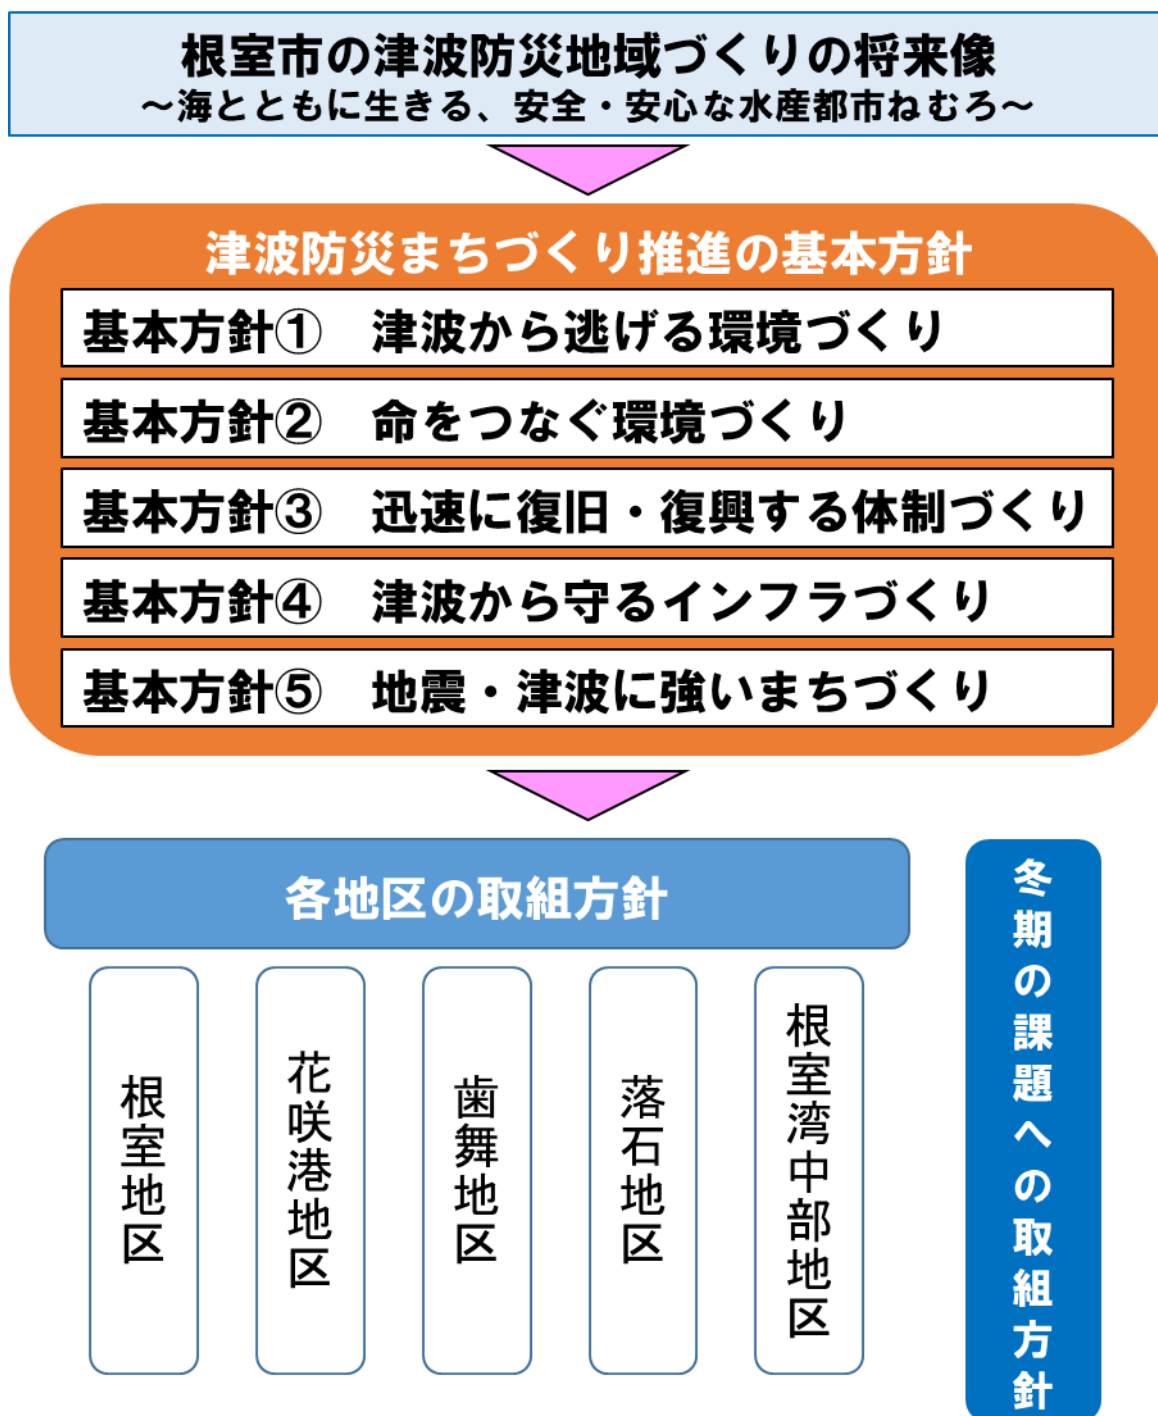 根室市の津波防災地域づくりの将来像
～海とともに生きる、安全・安心な水産都市ねむろ～
津波防災まちづくり推進の基本方針
基本方針①　津波から逃げる環境づくり
基本方針②　命をつなぐ環境づくり
基本方針③　迅速に復旧・復興する体制づくり
基本方針④　津波から守るインフラづくり
基本方針⑤　地震・津波に強いまちづくり
各地区の取組方針
根室地区
花咲港地区
歯舞地区
落石地区
根室湾中部地区
冬期の課題への取組方針